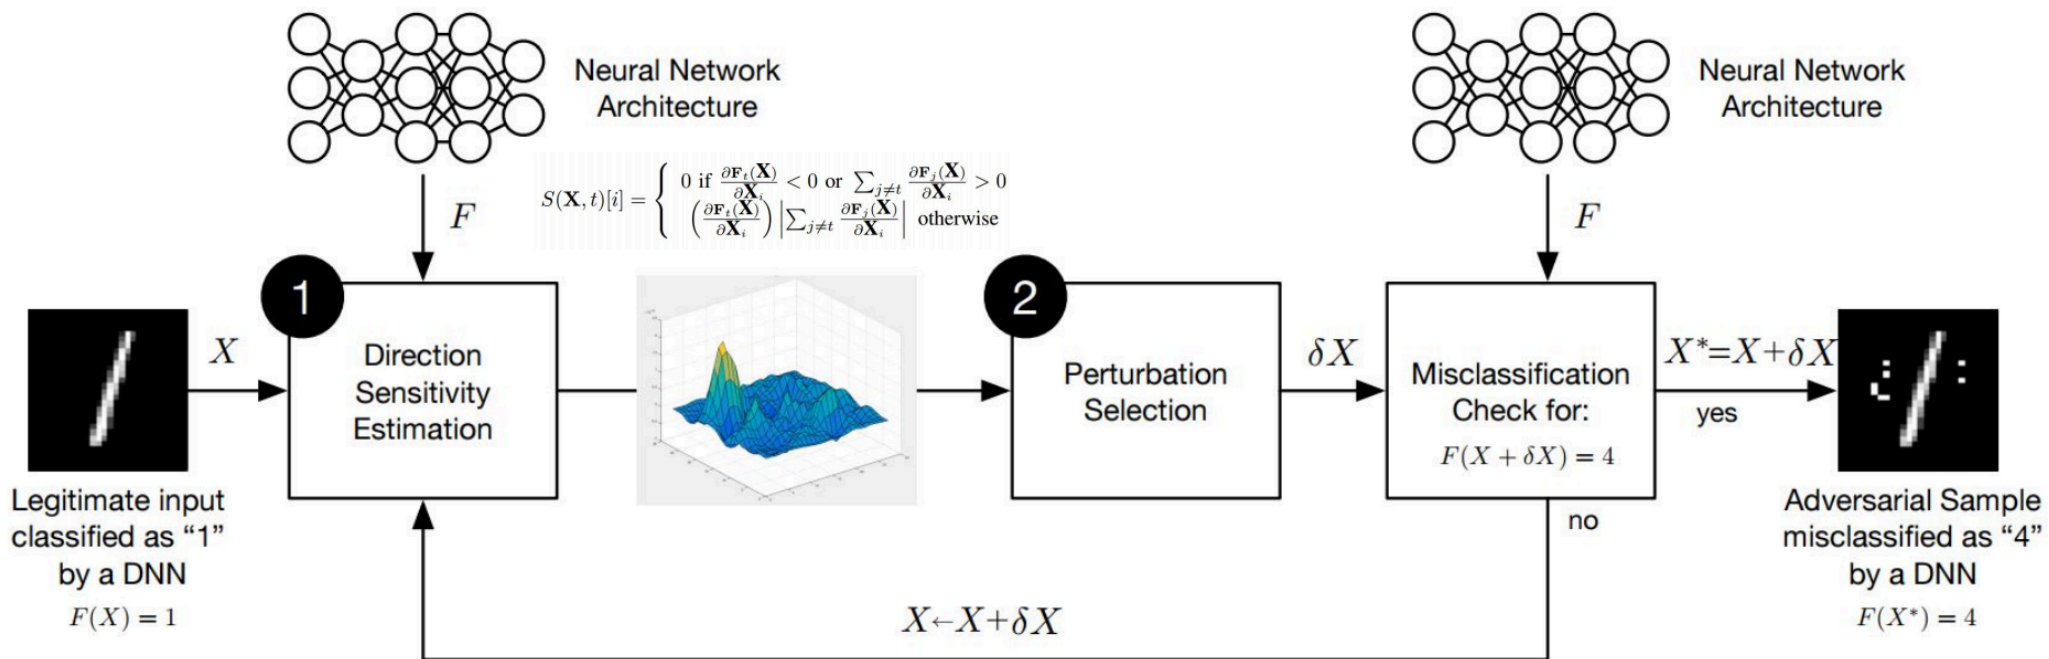 Neural Network
Architecture
F
S(X, t)[i] = { 0 if ∂F_t(X)/∂X_i < 0 or ∑_{j≠t} ∂F_j(X)/∂X_i > 0
(∂F_t(X)/∂X_i) |∑_{j≠t} ∂F_j(X)/∂X_i| otherwise
Neural Network
Architecture
F
X
1
Direction
Sensitivity
Estimation
2
Perturbation
Selection
δX
Misclassification
Check for:
F(X + δX) = 4
X*=X+δX
yes
no
Legitimate input
classified as “1”
by a DNN
F(X) = 1
X←X+δX
Adversarial Sample
misclassified as “4”
by a DNN
F(X*) = 4